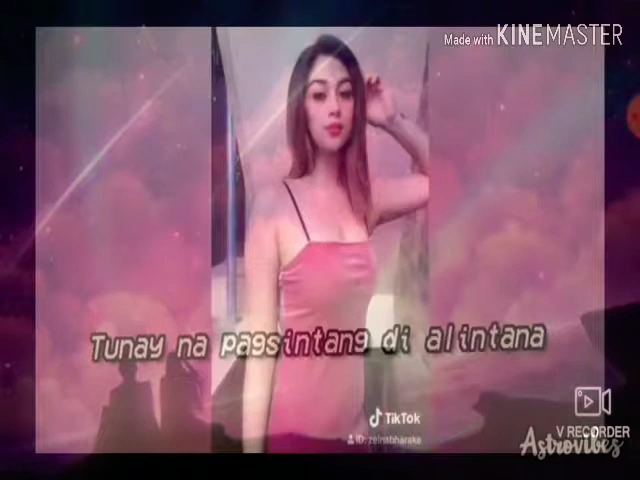 Made with KINEMASTER
Tunay na pagsintang di alintana
TikTok
ID: zeinabharake
V RECORDER
Astrovibes